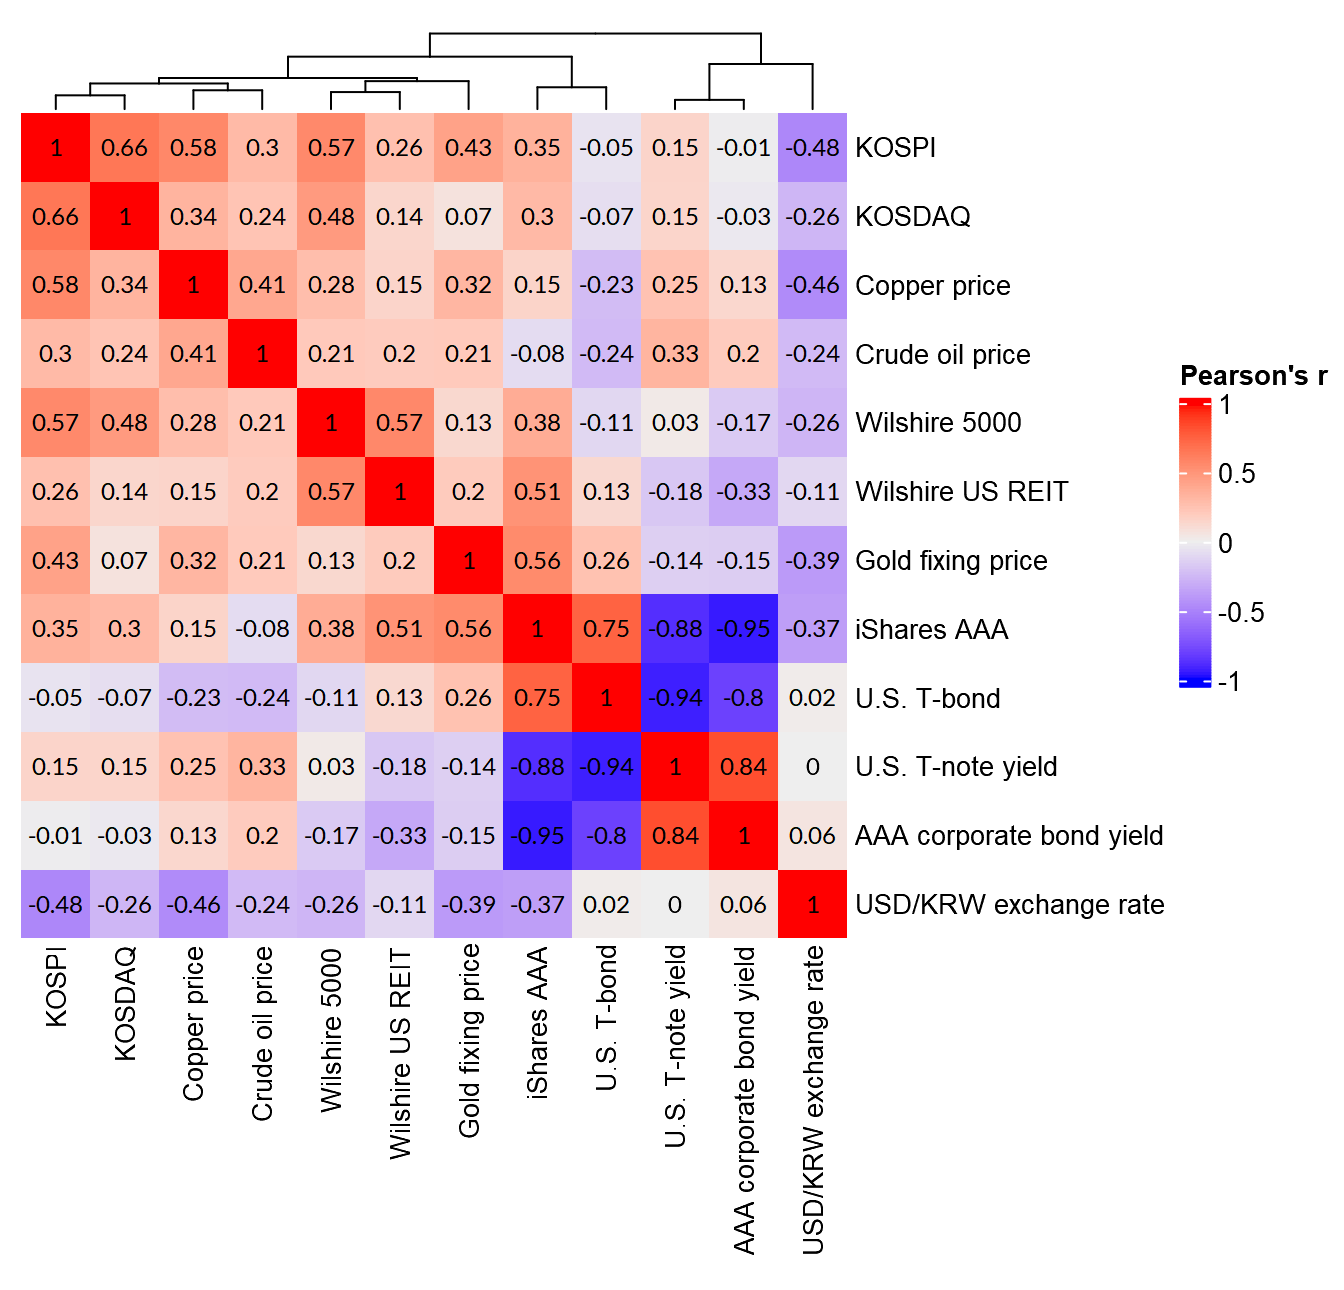 1 0.66 0.58 0.3 0.57 0.26 0.43 0.35 -0.05 0.15 -0.01 -0.48 KOSPI
0.66 1 0.34 0.24 0.48 0.14 0.07 0.3 -0.07 0.15 -0.03 -0.26 KOSDAQ
0.58 0.34 1 0.41 0.28 0.15 0.32 0.15 -0.23 0.25 0.13 -0.46 Copper price
0.3 0.24 0.41 1 0.21 0.2 0.21 -0.08 -0.24 0.33 0.2 -0.24 Crude oil price
0.57 0.48 0.28 0.21 1 0.57 0.13 0.38 -0.11 0.03 -0.17 -0.26 Wilshire 5000
0.26 0.14 0.15 0.2 0.57 1 0.2 0.51 0.13 -0.18 -0.33 -0.11 Wilshire US REIT
0.43 0.07 0.32 0.21 0.13 0.2 1 0.56 0.26 -0.14 -0.15 -0.39 Gold fixing price
0.35 0.3 0.15 -0.08 0.38 0.51 0.56 1 0.75 -0.88 -0.95 -0.37 iShares AAA
-0.05 -0.07 -0.23 -0.24 -0.11 0.13 0.26 0.75 1 -0.94 -0.8 0.02 U.S. T-bond
0.15 0.15 0.25 0.33 0.03 -0.18 -0.14 -0.88 -0.94 1 0.84 0 U.S. T-note yield
-0.01 -0.03 0.13 0.2 -0.17 -0.33 -0.15 -0.95 -0.8 0.84 1 0.06 AAA corporate bond yield
-0.48 -0.26 -0.46 -0.24 -0.26 -0.11 -0.39 -0.37 0.02 0 0.06 1 USD/KRW exchange rate
KOSPI
KOSDAQ
Copper price
Crude oil price
Wilshire 5000
Wilshire US REIT
Gold fixing price
iShares AAA
U.S. T-bond
U.S. T-note yield
AAA corporate bond yield
USD/KRW exchange rate
Pearson's r
1
0.5
0
-0.5
-1